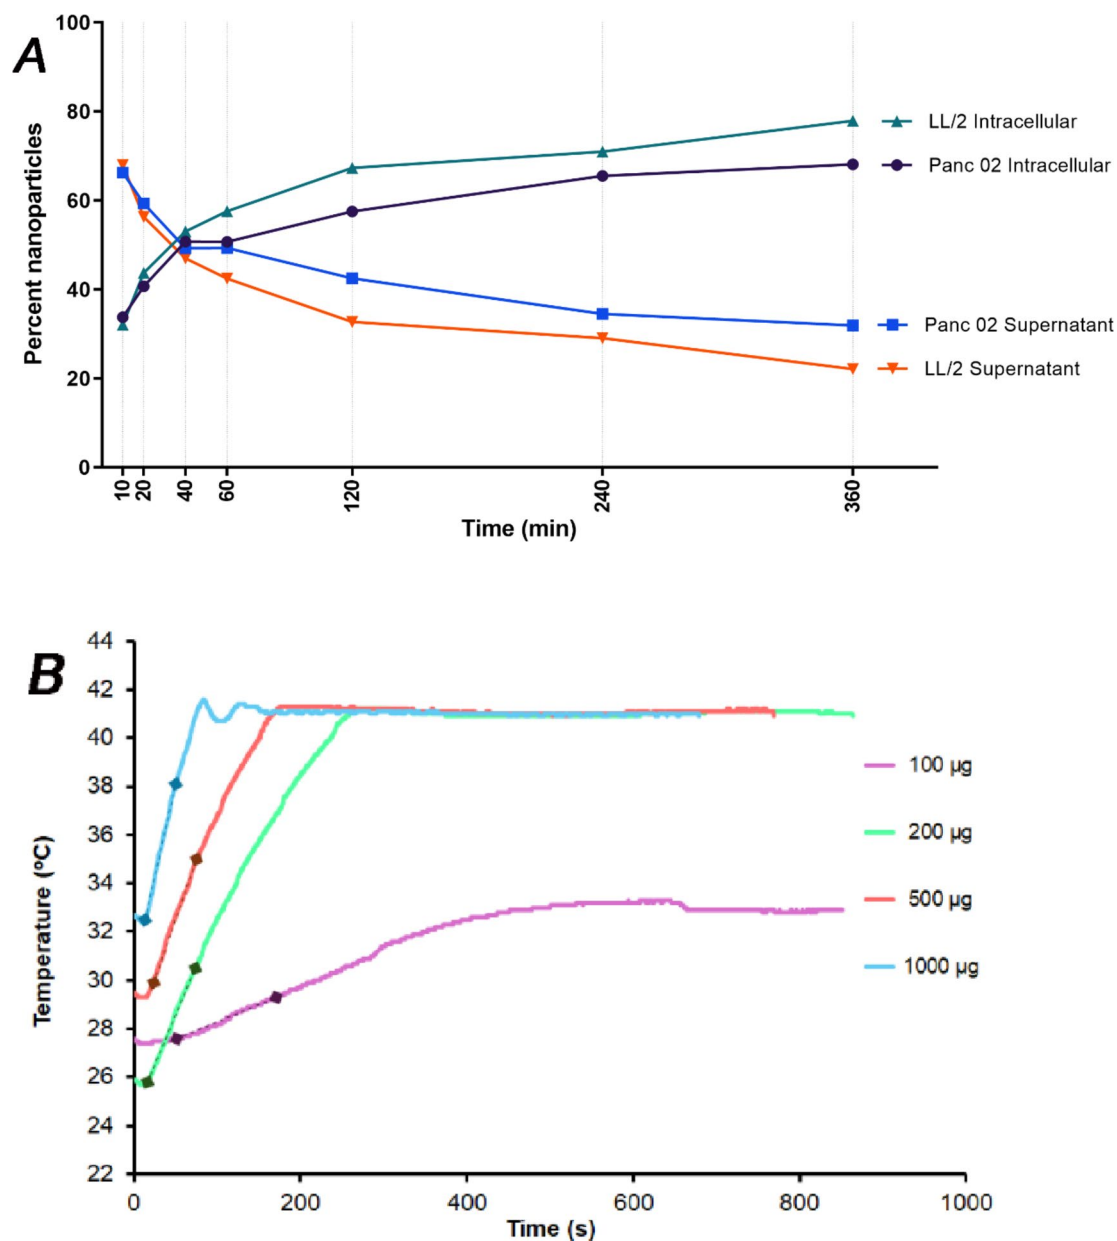 A
100
80
60
40
20
0
Percent nanoparticles
10
20
40
60
120
240
360
Time (min)
LL/2 Intracellular
Panc 02 Intracellular
Panc 02 Supernatant
LL/2 Supernatant
B
44
42
40
38
36
34
32
30
28
26
24
22
Temperature (ºC)
0
200
400
600
800
1000
Time (s)
100 µg
200 µg
500 µg
1000 µg